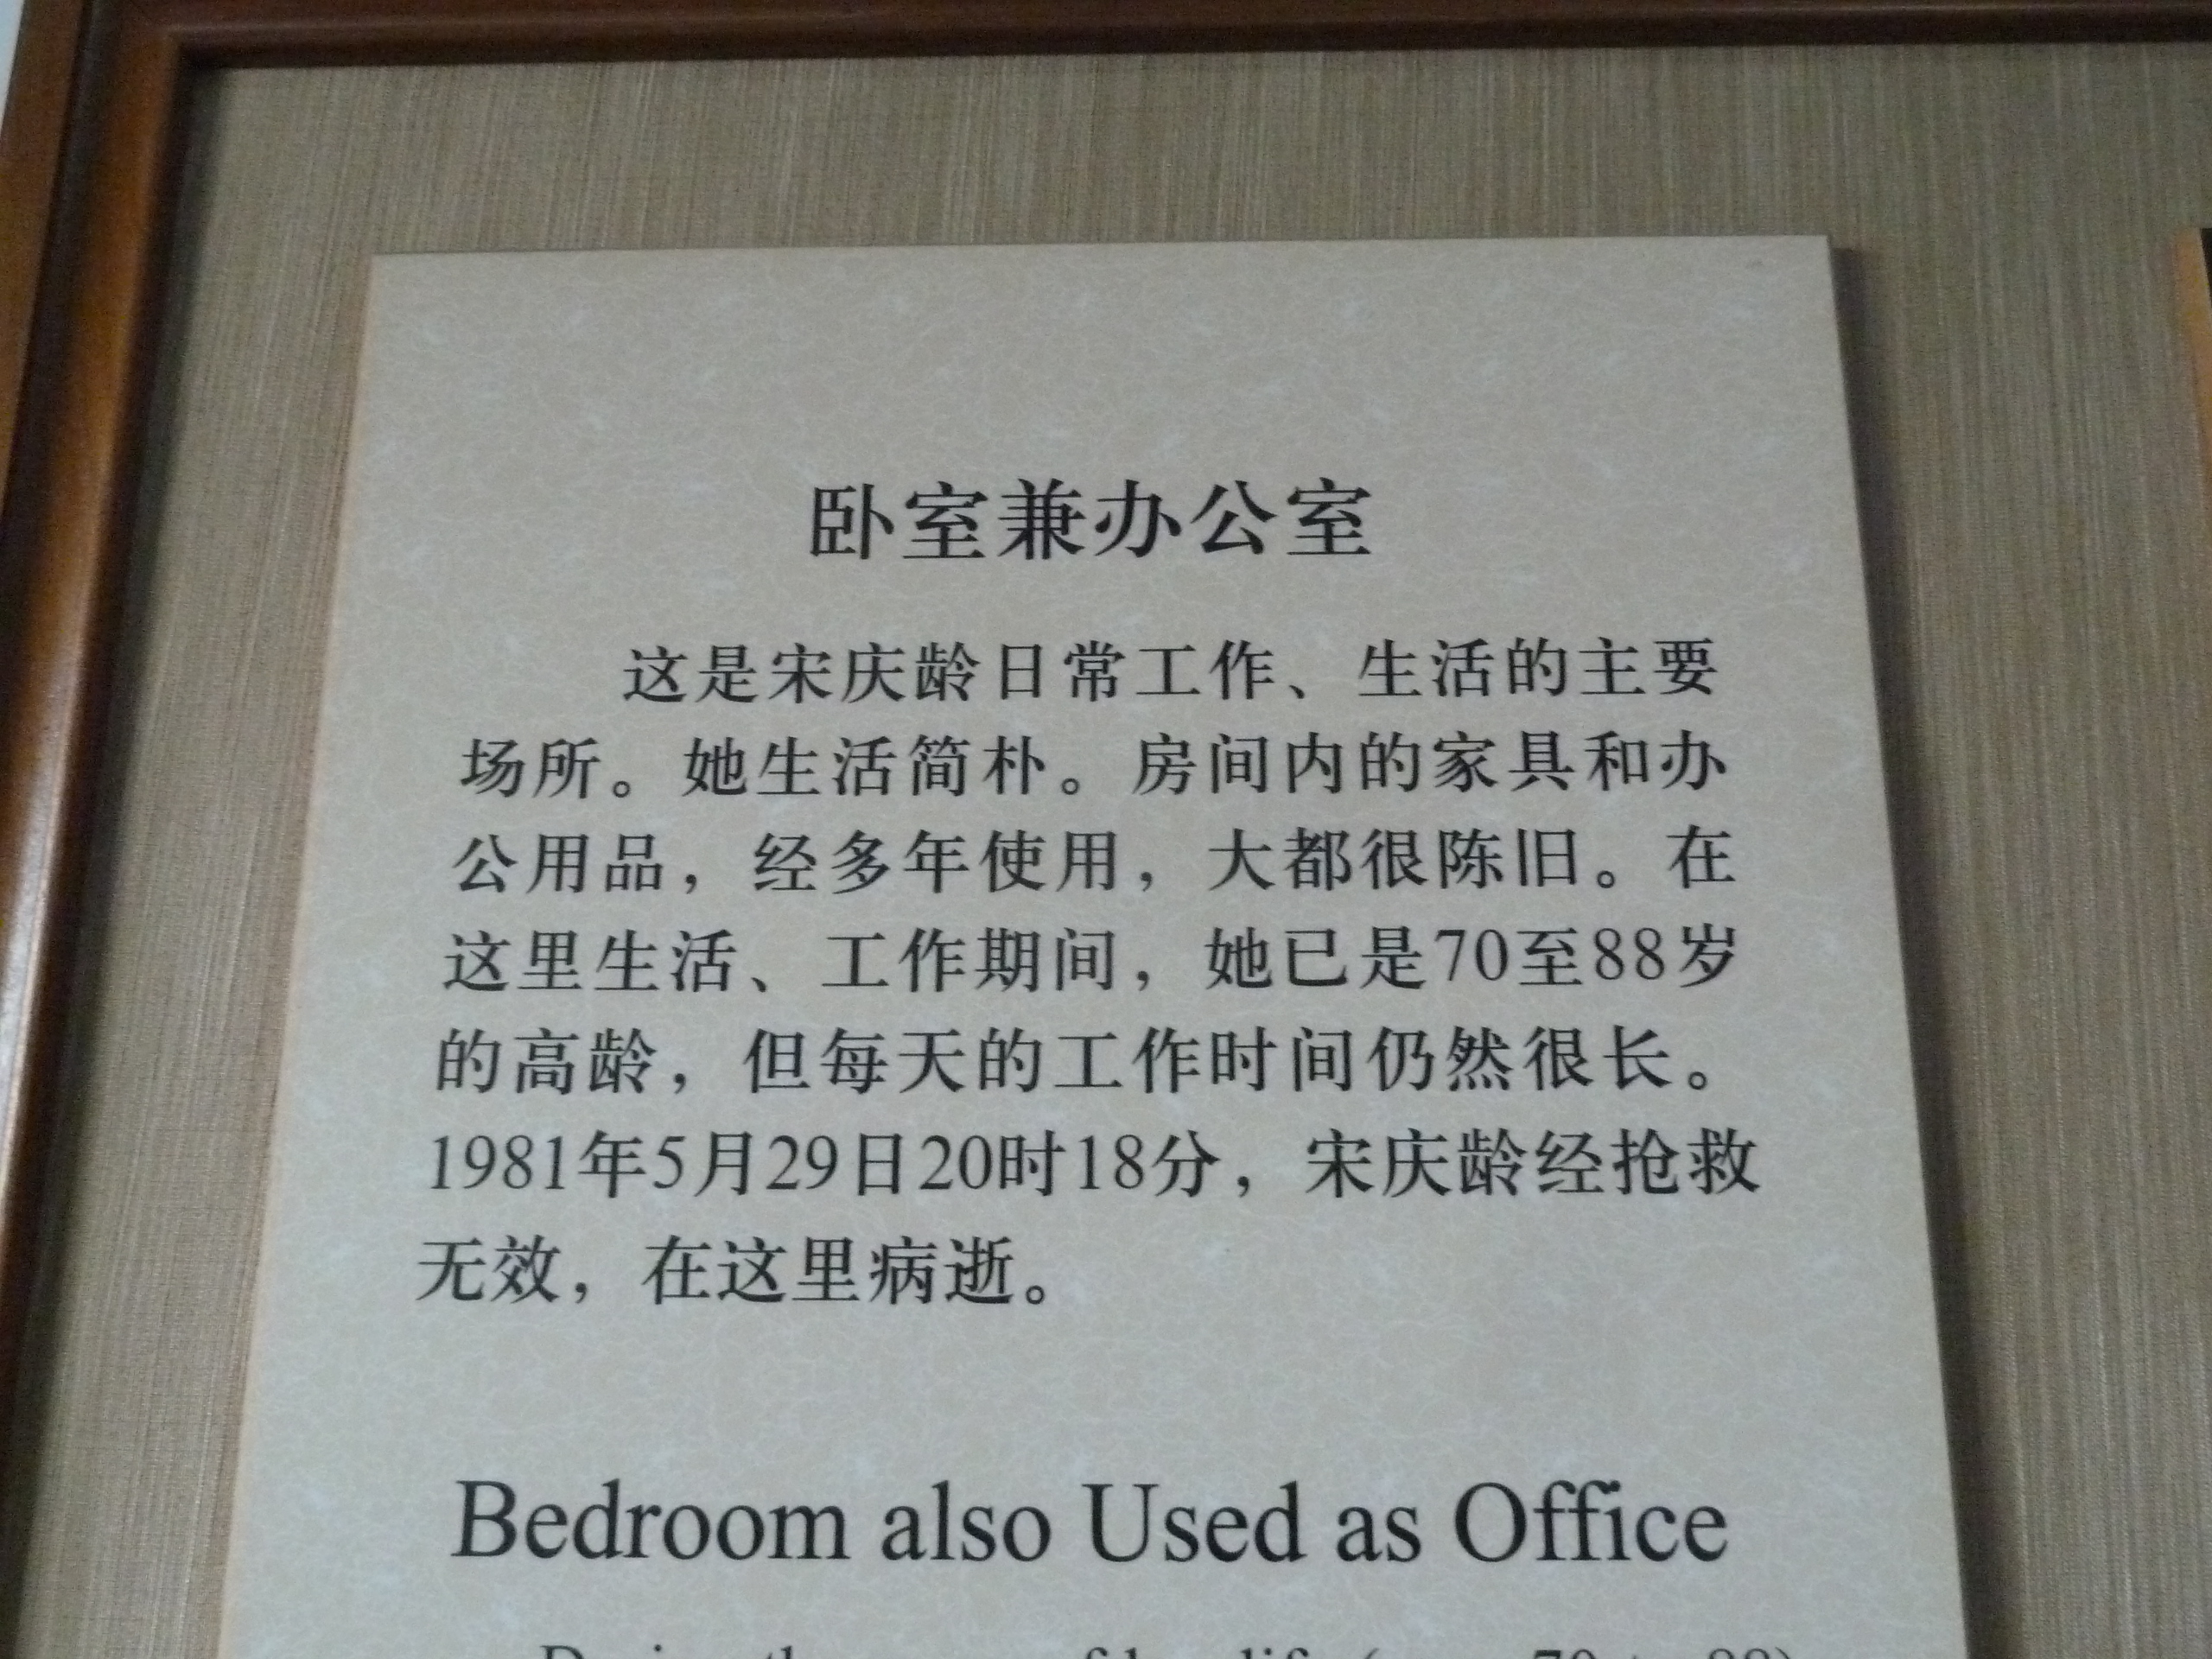 卧室兼办公室
这是宋庆龄日常工作、生活的主要
场所。她生活简朴。房间内的家具和办
公用品，经多年使用，大都很陈旧。在
这里生活、工作期间，她已是70至88岁
的高龄，但每天的工作时间仍然很长。
1981年5月29日20时18分，宋庆龄经抢救
无效，在这里病逝。
Bedroom also Used as Office